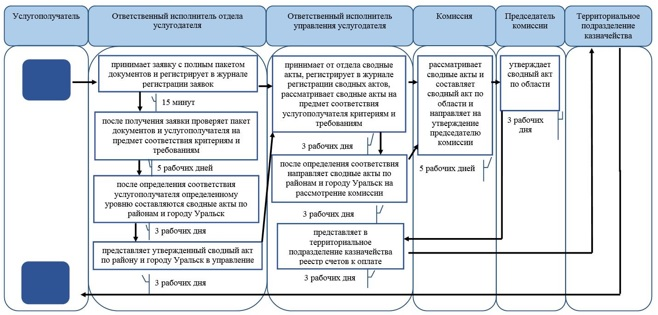 Услугополучатель
Ответственный исполнитель отдела
услугодателя
Ответственный исполнитель
управления услугодателя
Комиссия
Председатель
комиссии
Территориальное
подразделение
казначейства
принимает заявку с полным пакетом
документов и регистрирует в журнале
регистрации заявок
15 минут
после получения заявки проверяет пакет
документов и услугополучателя на
предмет соответствия критериям и
требованиям
5 рабочих дней
после определения соответствия
услугополучателя определенному
уровню составляются сводные акты по
районам и городу Уральск
3 рабочих дня
представляет утвержденный сводный акт
по району и город Уральск в управление
3 рабочих дня
принимает от отдела сводные акты,
регистрирует в журнале
регистрации сводных актов,
рассматривает сводные акты на
предмет соответствия
услугополучателя критериям и
требованиям
3 рабочих дня
после определения соответствия
направляет сводные акты по
районам и городу Уральск на
рассмотрение комиссии
3 рабочих дня
представляет в
территориальное
подразделение казначейства
реестр счетов к оплате
3 рабочих дня
рассматривает
сводные акты и
составляет
сводный акт по
области и
направляет на
утверждение
председателю
комиссии
5 рабочих дней
утверждает
сводный акт
по области
3 рабочих
дня